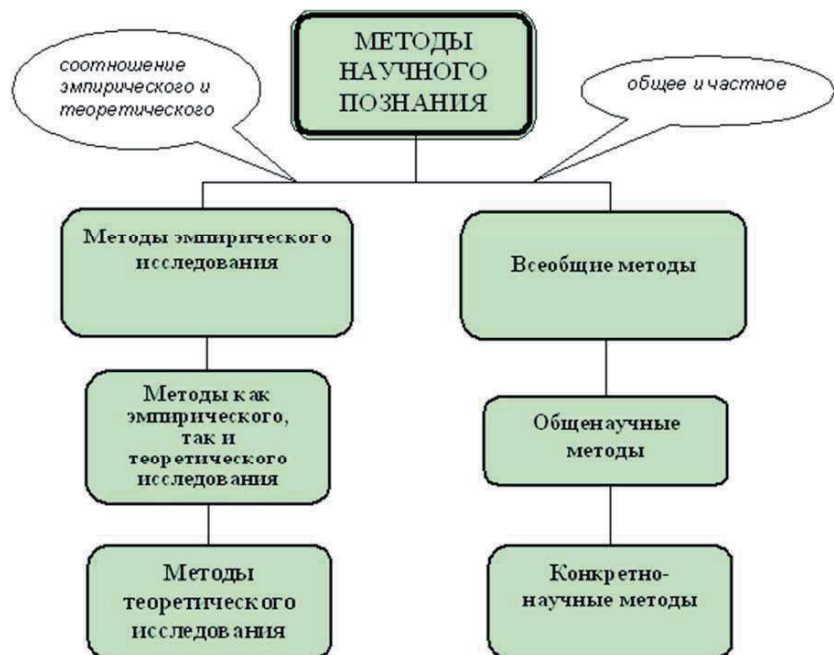 МЕТОДЫ
НАУЧНОГО
ПОЗНАНИЯ
соотношение
эмпирического и
теоретического
общее и частное
Методы эмпирического
исследования
Всеобщие методы
Методы как
эмпирического,
так и
теоретического
исследования
Общенаучные
методы
Методы
теоретического
исследования
Конкретно-
научные методы